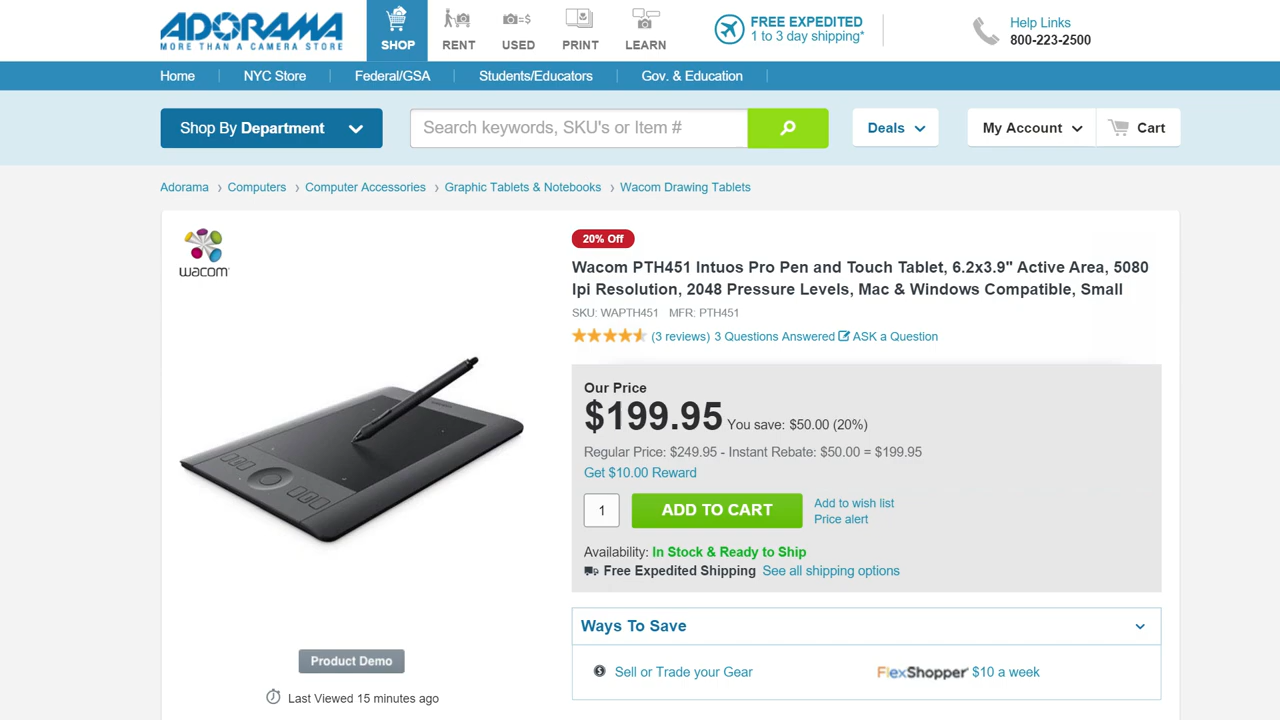 ADORAMA
MORE THAN A CAMERA STORE
SHOP
RENT
USED
PRINT
LEARN
FREE EXPEDITED
1 to 3 day shipping*
Help Links
800-223-2500
Home
NYC Store
Federal/GSA
Students/Educators
Gov. & Education
Shop By Department
Search keywords, SKU's or Item #
Deals
My Account
Cart
Adorama › Computers › Computer Accessories › Graphic Tablets & Notebooks › Wacom Drawing Tablets
wacom
20% Off
Wacom PTH451 Intuos Pro Pen and Touch Tablet, 6.2x3.9" Active Area, 5080
lpi Resolution, 2048 Pressure Levels, Mac & Windows Compatible, Small
SKU: WAPTH451 MFR: PTH451
(3 reviews) 3 Questions Answered ASK a Question
Our Price
$199.95 You save: $50.00 (20%)
Regular Price: $249.95 - Instant Rebate: $50.00 = $199.95
Get $10.00 Reward
1
ADD TO CART
Add to wish list
Price alert
Availability: In Stock & Ready to Ship
Free Expedited Shipping See all shipping options
Ways To Save
Sell or Trade your Gear
FlexShopper $10 a week
Product Demo
Last Viewed 15 minutes ago